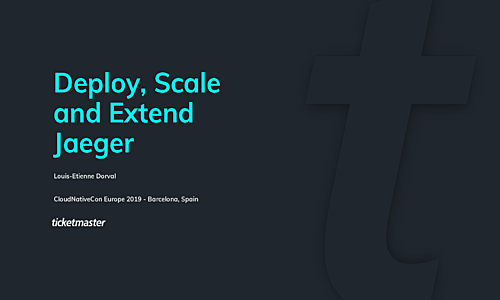 Deploy, Scale
and Extend
Jaeger
Louis-Etienne Dorval
CloudNativeCon Europe 2019 - Barcelona, Spain
ticketmaster